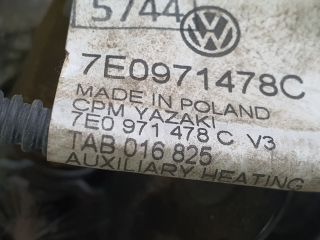 5744
7E0971478C
MADE IN POLAND
CPM YAZAKI
7E0 971 478 C V3
TAB 016 825
AUXILIARY HEATING